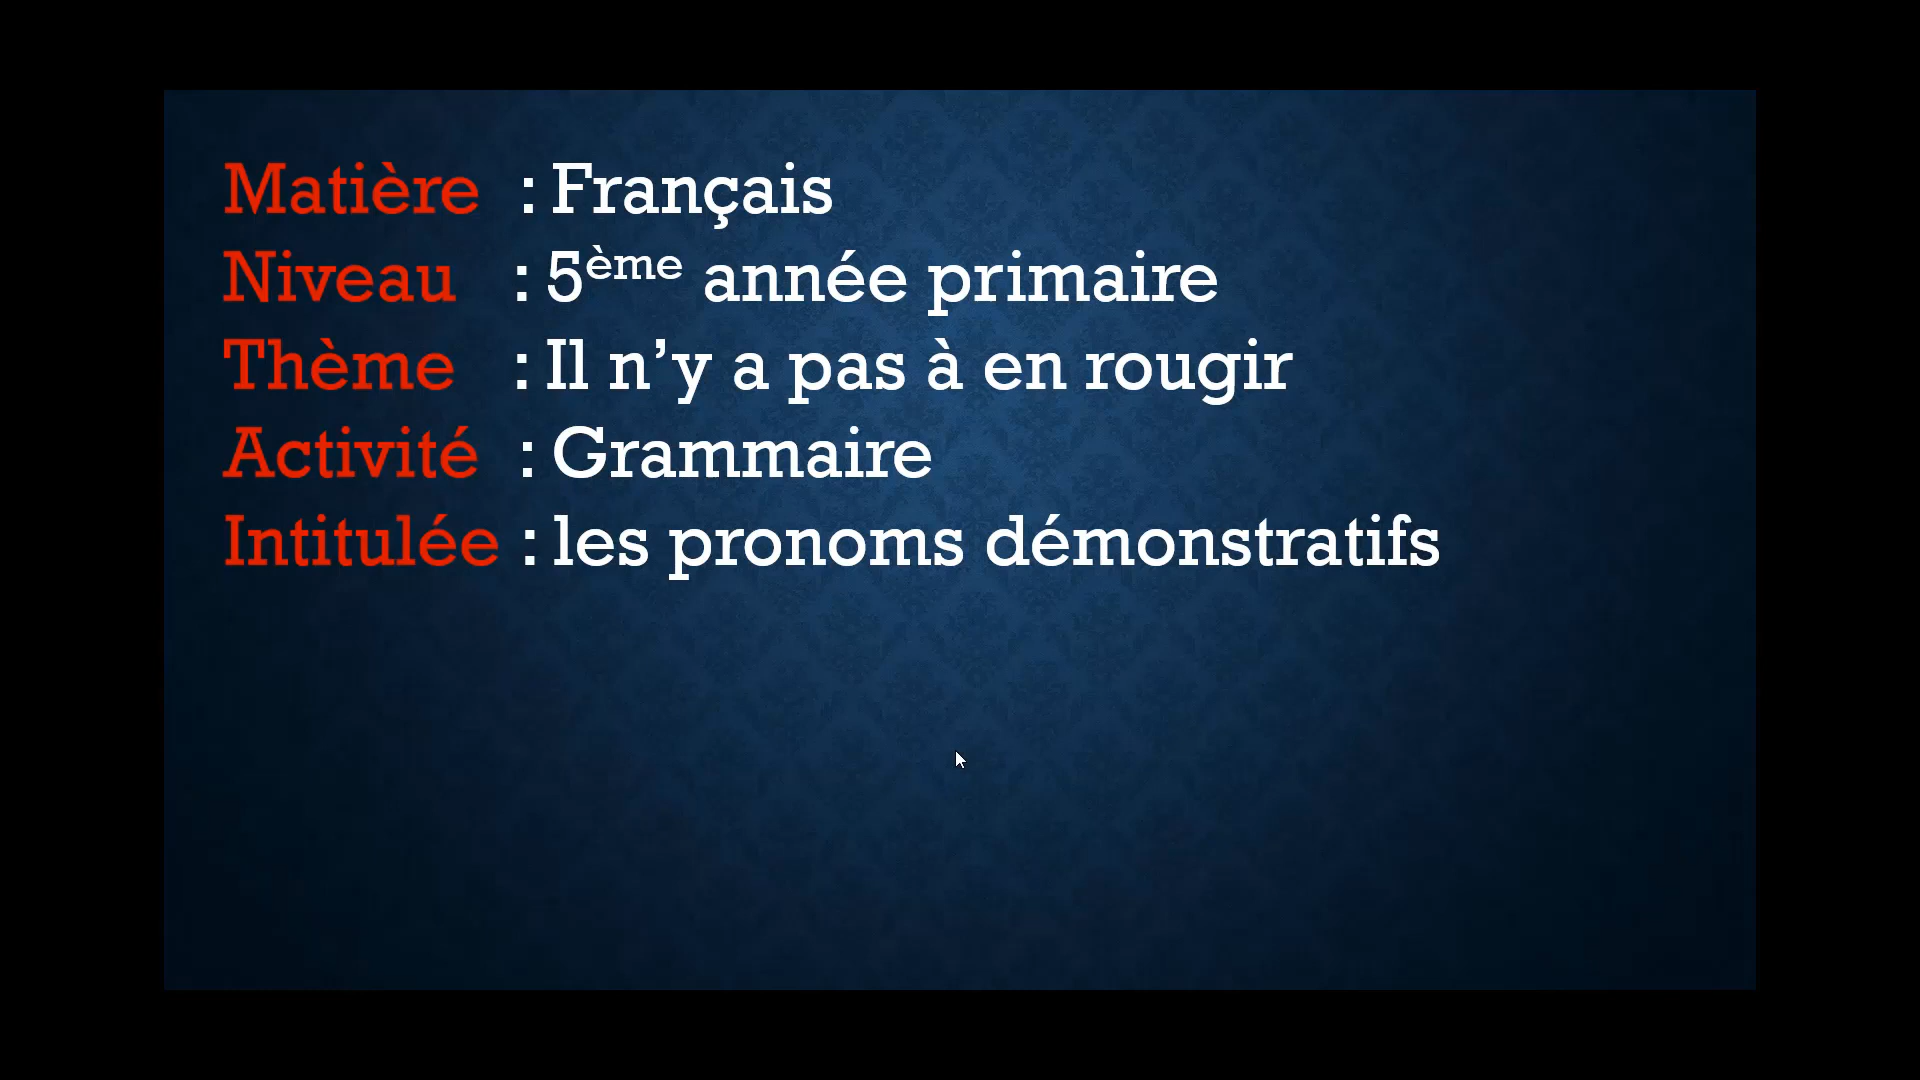 Matière : Français
Niveau : 5ème année primaire
Thème : Il n’y a pas à en rougir
Activité : Grammaire
Intitulée : les pronoms démonstratifs